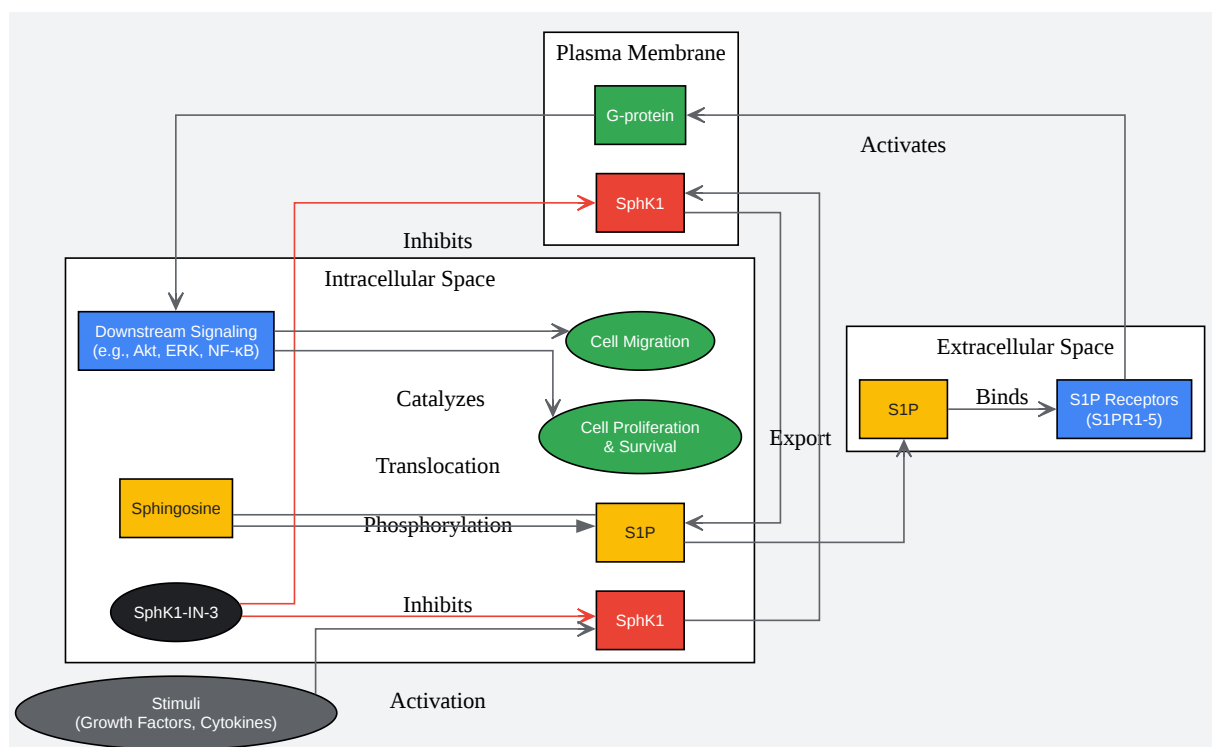 Plasma Membrane
G-protein
Activates
SphK1
Inhibits
Intracellular Space
Downstream Signaling
(e.g., Akt, ERK, NF-κB)
Cell Migration
Extracellular Space
Catalyzes
S1P
Binds
S1P Receptors
(S1PR1-5)
Cell Proliferation
& Survival
Export
Translocation
Sphingosine
Phosphorylation
S1P
SphK1-IN-3
Inhibits
SphK1
Activation
Stimuli
(Growth Factors, Cytokines)